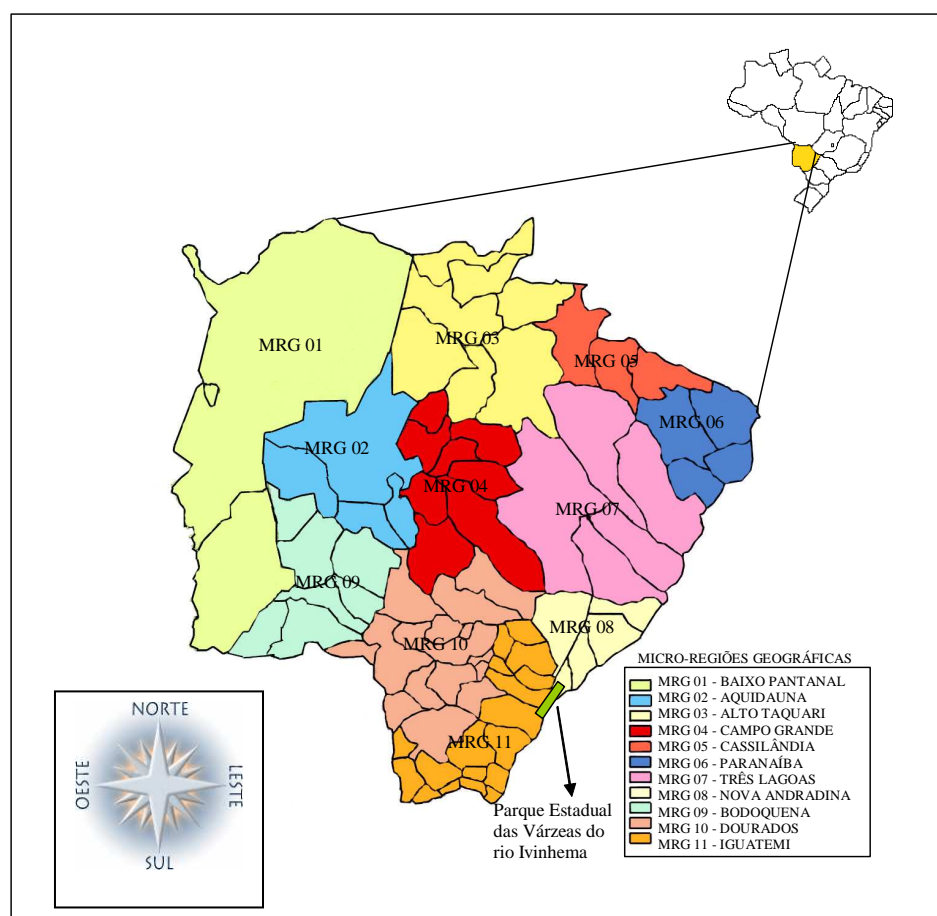 MRG 01
MRG 03
MRG 05
MRG 06
MRG 02
MRG 04
MRG 07
MRG 09
MRG 08
MRG 10
MRG 11
Parque Estadual
das Várzeas do
rio Ivinhema
NORTE
OESTE
LESTE
SUL
MICRO-REGIÕES GEOGRÁFICAS
MRG 01 - BAIXO PANTANAL
MRG 02 - AQUIDAUNA
MRG 03 - ALTO TAQUARI
MRG 04 - CAMPO GRANDE
MRG 05 - CASSILÂNDIA
MRG 06 - PARANAÍBA
MRG 07 - TRÊS LAGOAS
MRG 08 - NOVA ANDRADINA
MRG 09 - BODOQUENA
MRG 10 - DOURADOS
MRG 11 - IGUATEMI